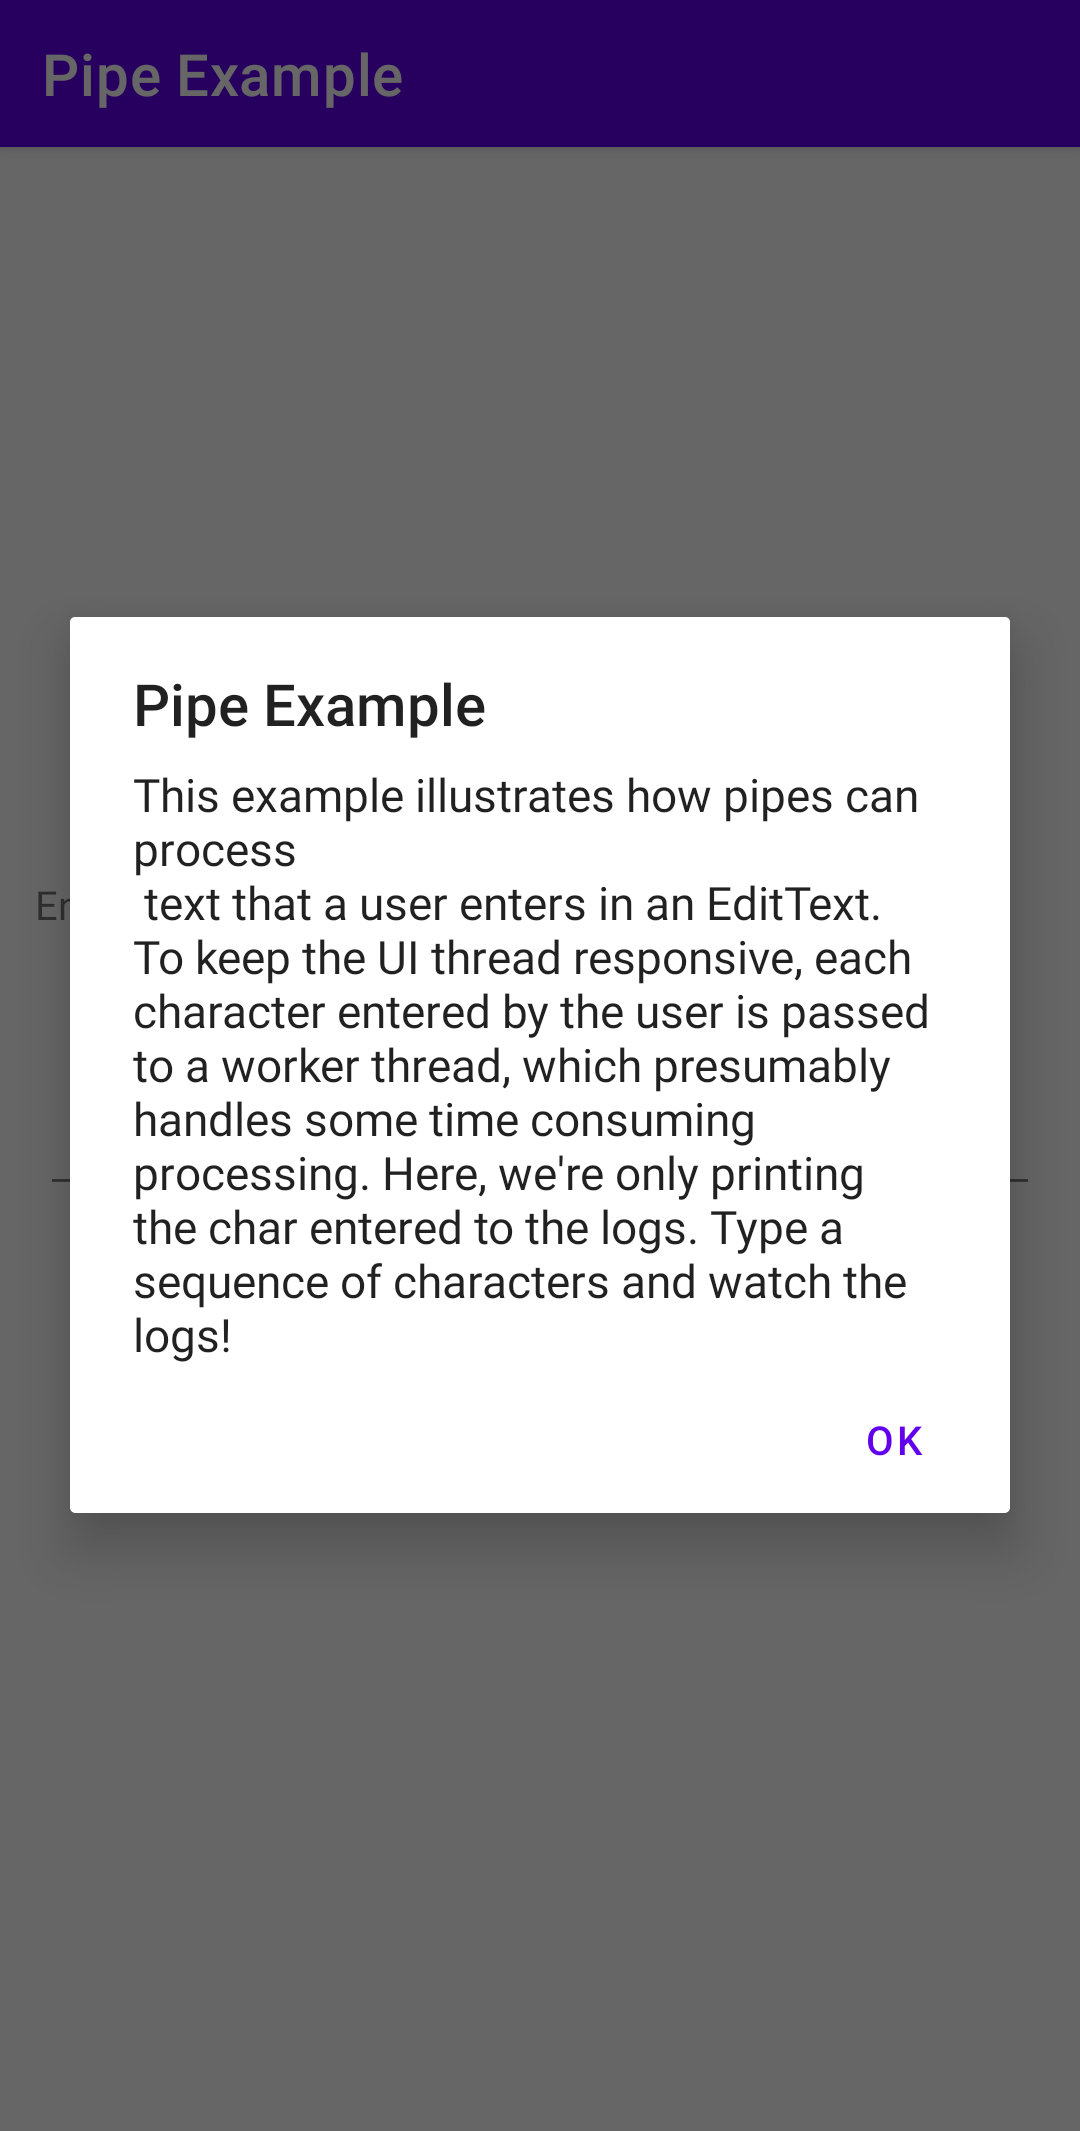 Pipe Example
Pipe Example
This example illustrates how pipes can
process
text that a user enters in an EditText.
To keep the UI thread responsive, each
character entered by the user is passed
to a worker thread, which presumably
handles some time consuming
processing. Here, we're only printing
the char entered to the logs. Type a
sequence of characters and watch the
logs!
OK